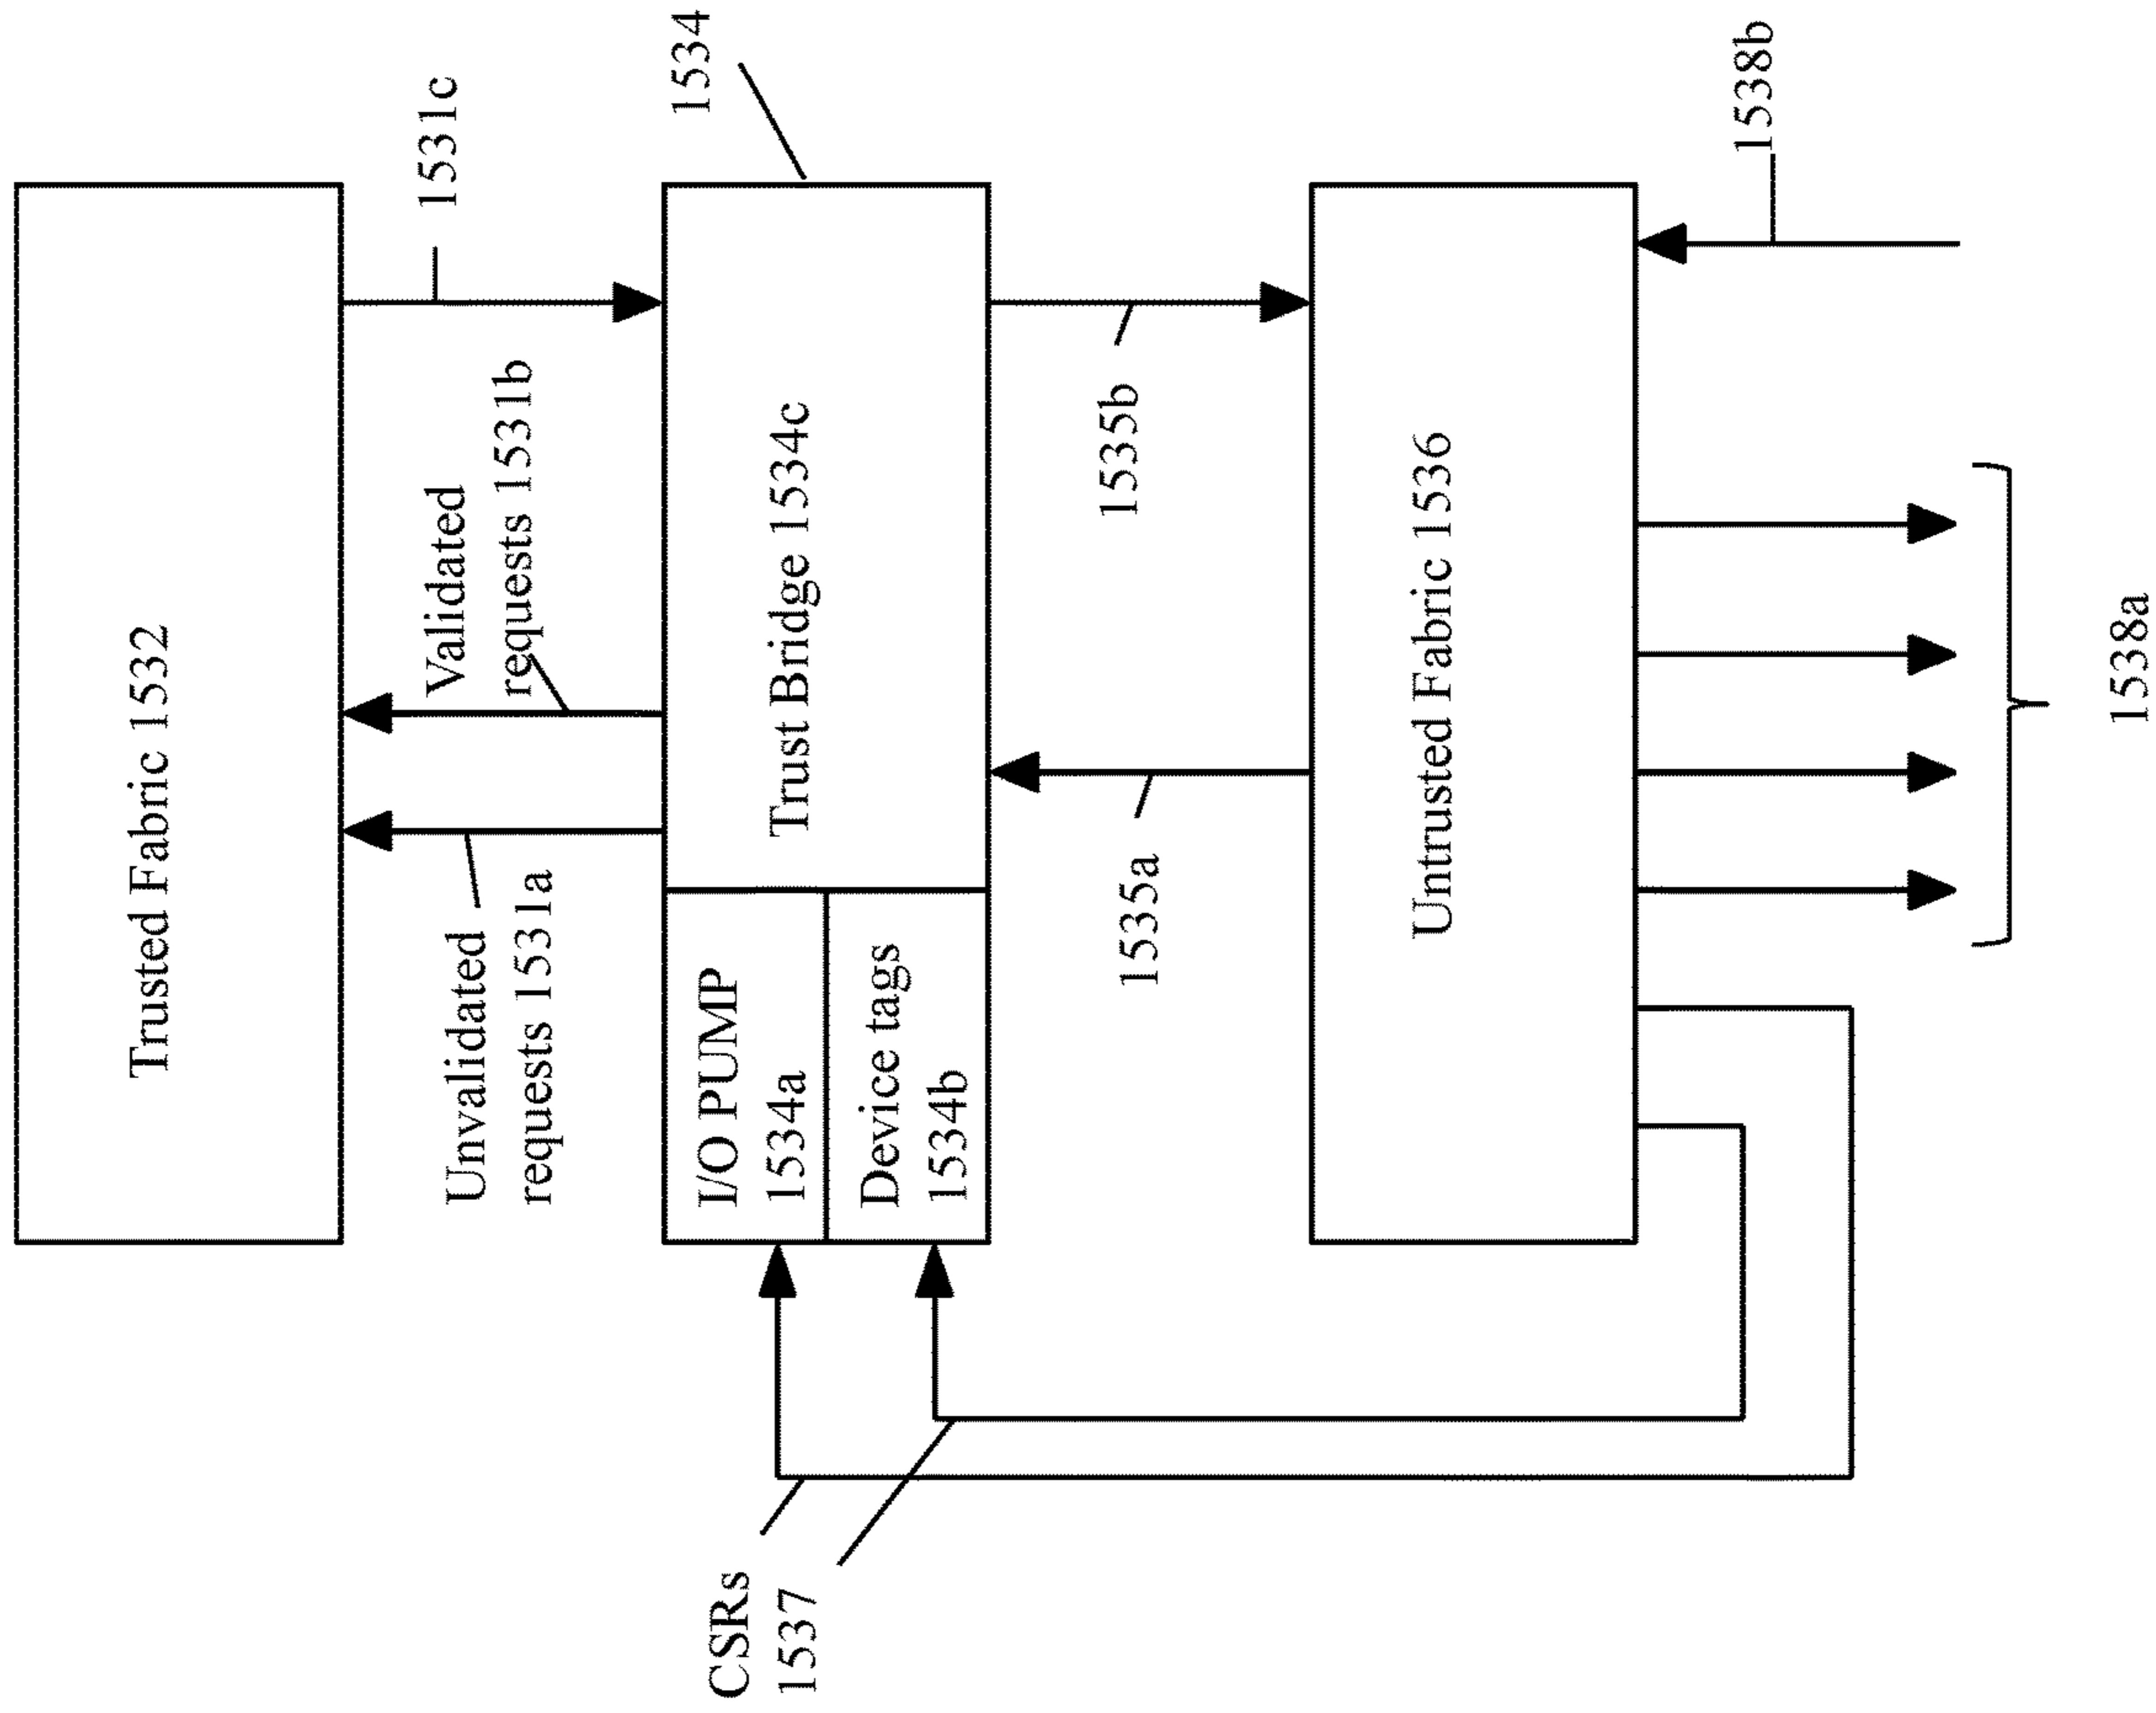 Trusted Fabric 1532
Unvalidated
requests 1531a
Validated
requests 1531b
1531c
1534
I/O PUMP
1534a
Device tags
1534b
Trust Bridge 1534c
CSRs
1537
1535a
1535b
Untrusted Fabric 1536
1538b
1538a